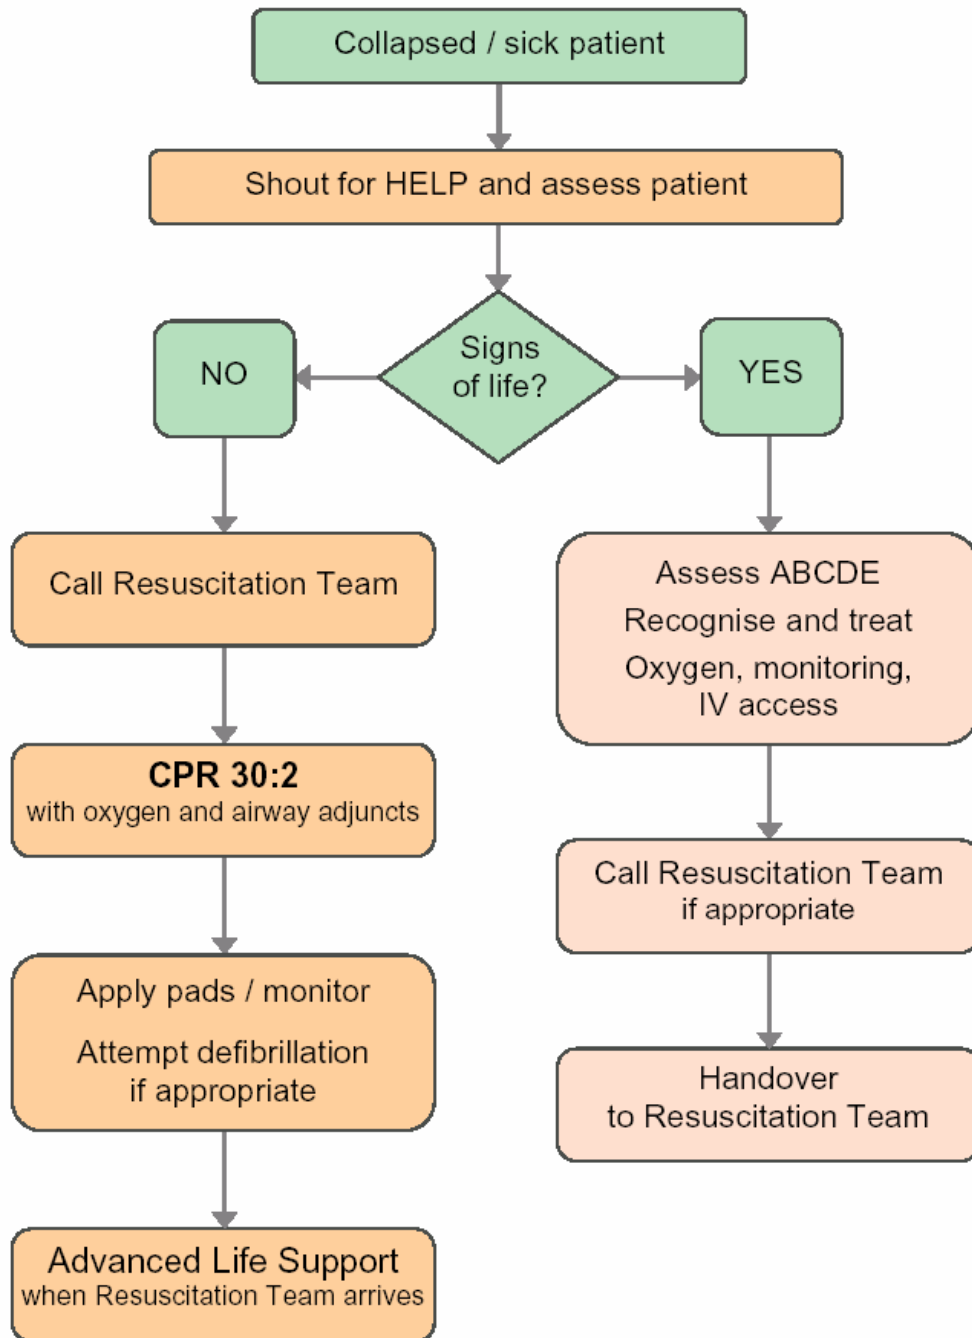 Collapsed / sick patient
Shout for HELP and assess patient
Signs
of life?
NO
YES
Call Resuscitation Team
CPR 30:2
with oxygen and airway adjuncts
Apply pads / monitor
Attempt defibrillation
if appropriate
Advanced Life Support
when Resuscitation Team arrives
Assess ABCDE
Recognise and treat
Oxygen, monitoring,
IV access
Call Resuscitation Team
if appropriate
Handover
to Resuscitation Team